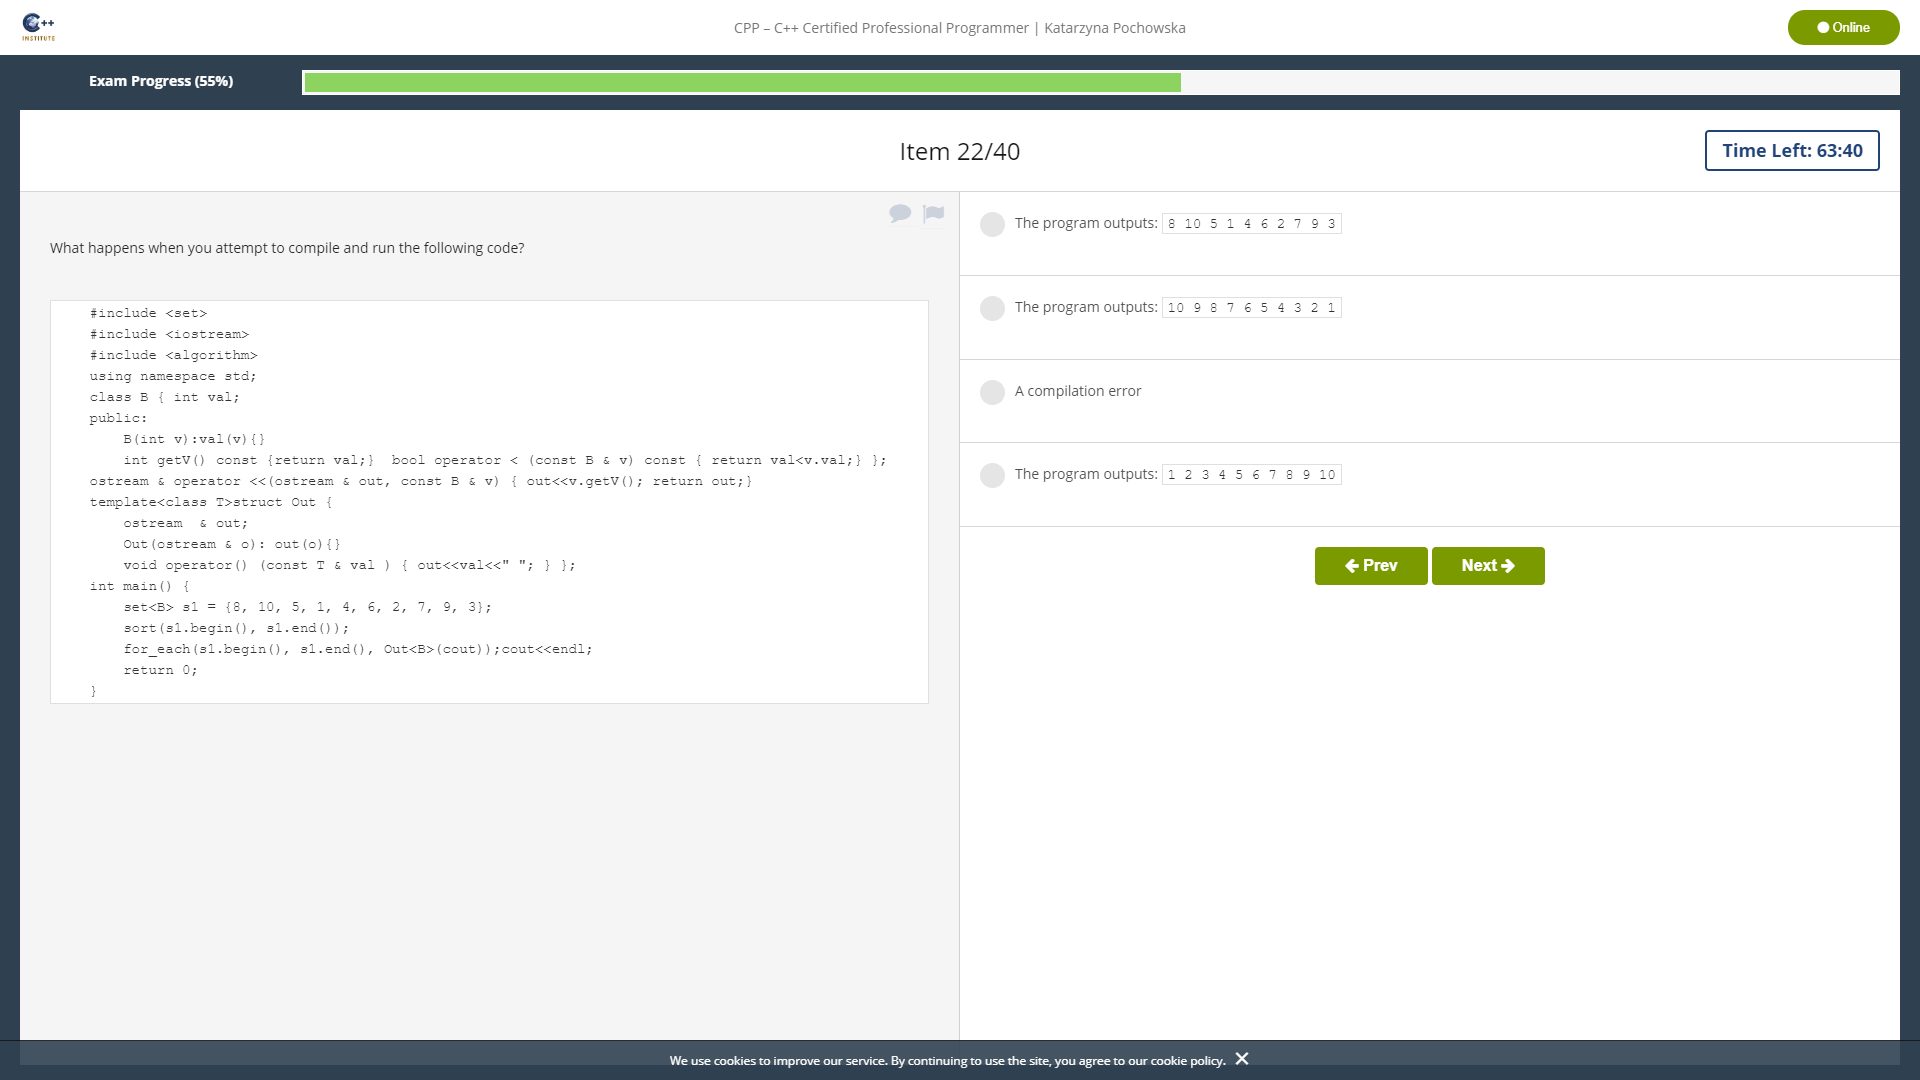 C++
INSTITUTE
CPP – C++ Certified Professional Programmer | Katarzyna Pochowska
Online
Exam Progress (55%)
Item 22/40
Time Left: 63:40
What happens when you attempt to compile and run the following code?
#include <set>
#include <iostream>
#include <algorithm>
using namespace std;
class B { int val;
public:
    B(int v):val(v){}
    int getV() const {return val;}  bool operator < (const B & v) const { return val<v.val;} };
ostream & operator <<(ostream & out, const B & v) { out<<v.getV(); return out;}
template<class T>struct Out {
    ostream  & out;
    Out(ostream & o): out(o){}
    void operator() (const T & val ) { out<<val<<" "; } };
int main() {
    set<B> s1 = {8, 10, 5, 1, 4, 6, 2, 7, 9, 3};
    sort(s1.begin(), s1.end());
    for_each(s1.begin(), s1.end(), Out<B>(cout));cout<<endl;
    return 0;
}
The program outputs: 8 10 5 1 4 6 2 7 9 3
The program outputs: 10 9 8 7 6 5 4 3 2 1
A compilation error
The program outputs: 1 2 3 4 5 6 7 8 9 10
Prev
Next
We use cookies to improve our service. By continuing to use the site, you agree to our cookie policy.